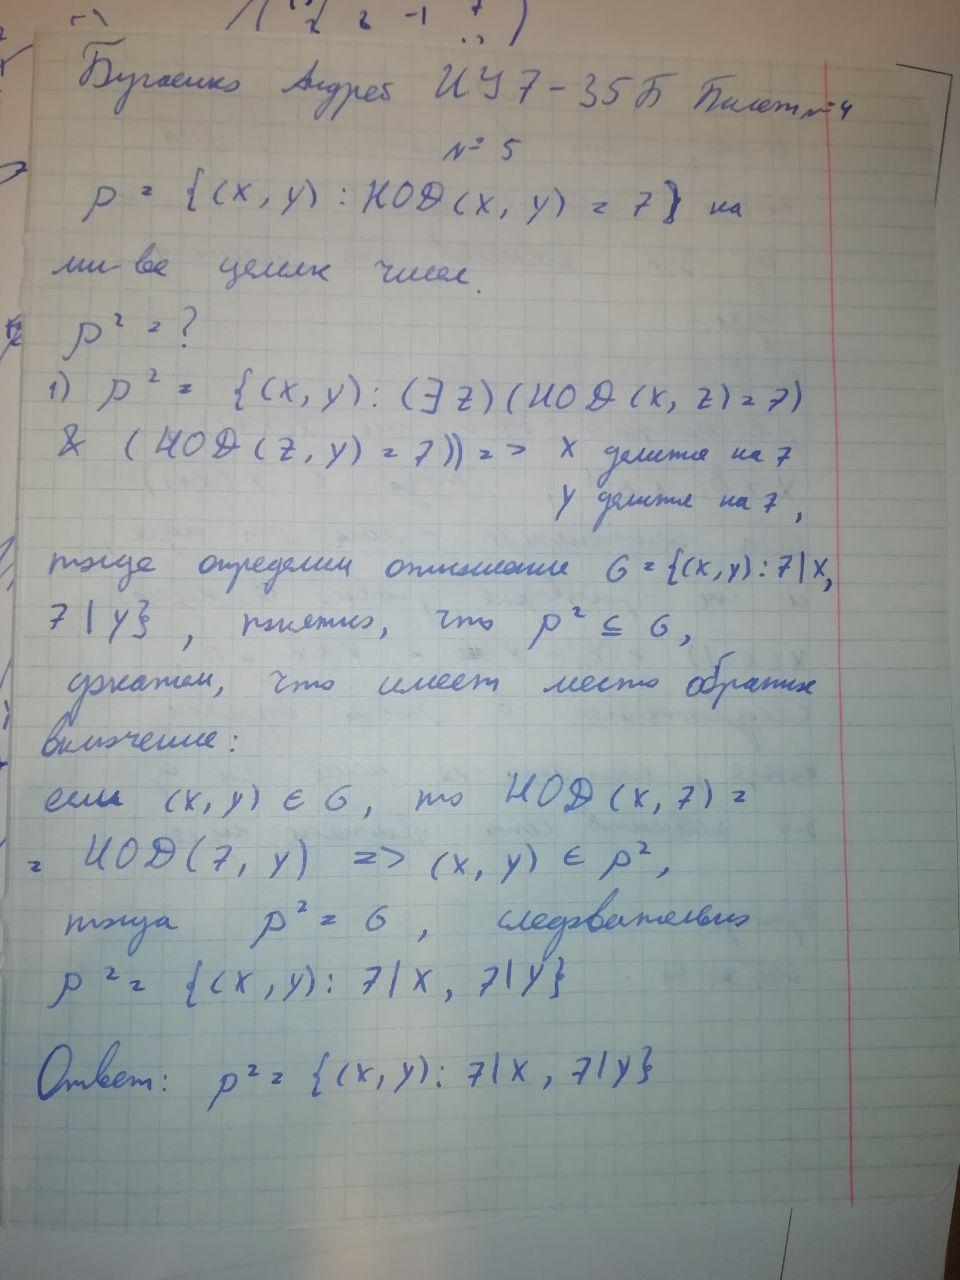 Бугаенко Андрей ИУ7-35Б Билет №4
№ 5
ρ = {(x, y) : НОД(x, y) = 7} на
мн-ве целых чисел.
ρ² = ?
1) ρ² = {(x, y) : (∃z)(НОД(x, z) = 7)
& (НОД(z, y) = 7)) => x делится на 7
y делится на 7,
тогда определим отношение σ = {(x, y) : 7|x,
7|y}, понятно, что ρ² ⊆ σ,
докажем, что имеет место обратное
включение:
если (x, y) ∈ σ, то НОД(x, 7) =
= НОД(7, y) => (x, y) ∈ ρ²,
тогда ρ² = σ, следовательно
ρ² = {(x, y) : 7|x, 7|y}
Ответ: ρ² = {(x, y) : 7|x, 7|y}